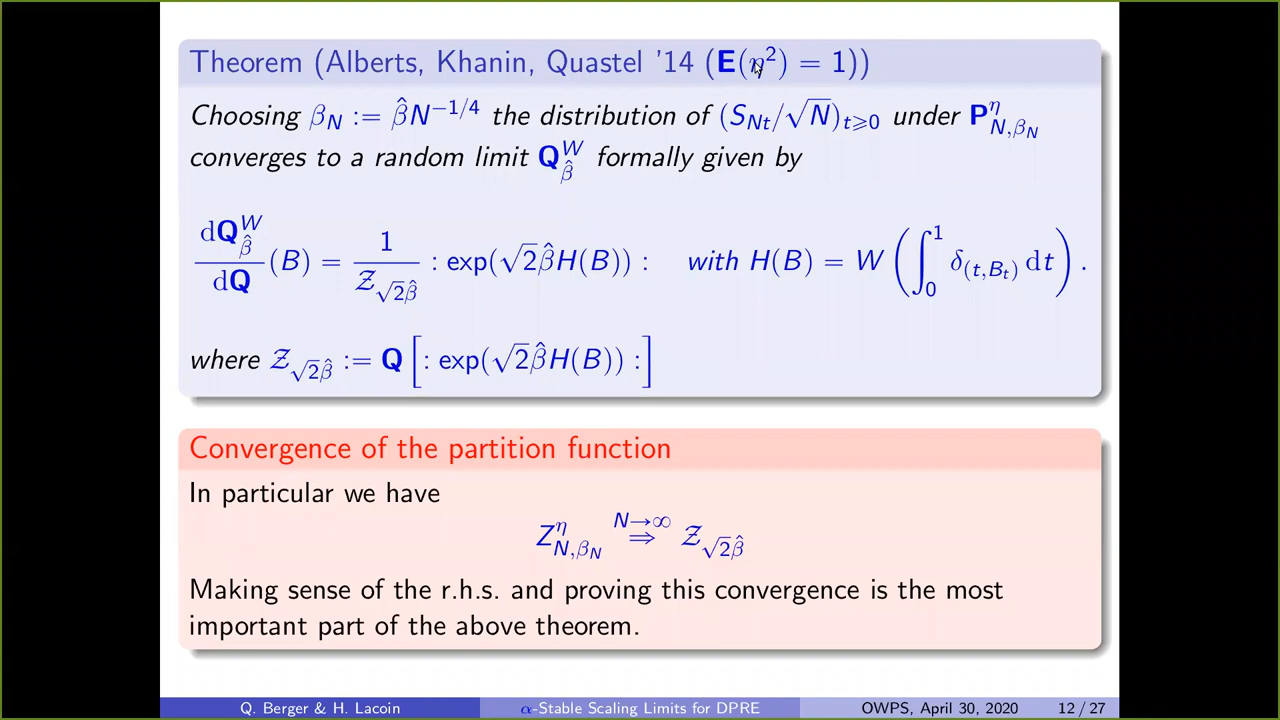 Theorem (Alberts, Khanin, Quastel '14 (𝐄(η²) = 1))
Choosing β_N := β̂N^{−1/4} the distribution of (S_{Nt}/√N)_{t⩾0} under 𝐏^η_{N,β_N}
converges to a random limit 𝐐^W_{β̂} formally given by
d𝐐^W_{β̂}/d𝐐 (B) = 1/𝒵_{√2β̂} : exp(√2β̂H(B)) : with H(B) = W(∫_0^1 δ_{(t,B_t)} dt).
where 𝒵_{√2β̂} := 𝐐[: exp(√2β̂H(B)) :]
Convergence of the partition function
In particular we have
Z^η_{N,β_N} ⇒^{N→∞} 𝒵_{√2β̂}
Making sense of the r.h.s. and proving this convergence is the most
important part of the above theorem.
Q. Berger & H. Lacoin α-Stable Scaling Limits for DPRE OWPS, April 30, 2020 12 / 27